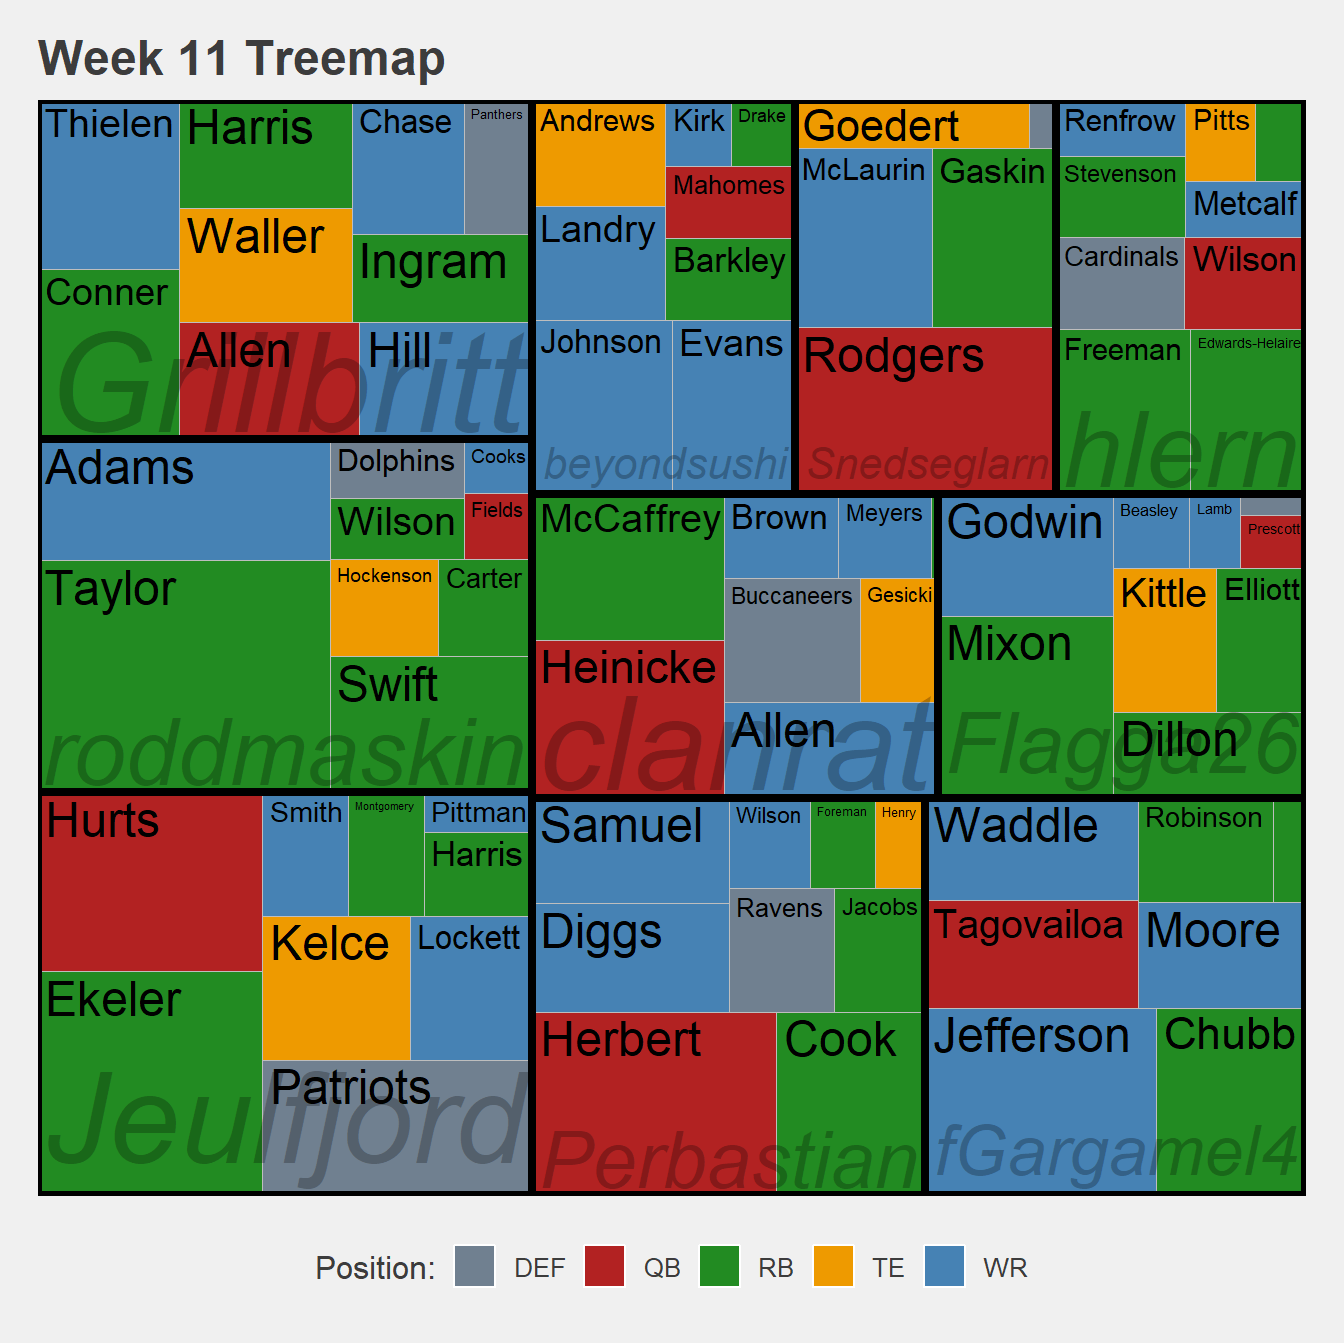 Week 11 Treemap
Thielen
Harris
Chase
Panthers
Waller
Ingram
Conner
Allen
Hill
Grillbritt
Andrews
Kirk
Drake
Mahomes
Landry
Barkley
Johnson
Evans
beyondsushi
Goedert
McLaurin
Gaskin
Rodgers
Snedseglarn
Renfrow
Pitts
Stevenson
Metcalf
Cardinals
Wilson
Freeman
Edwards-Helaire
hlern
Adams
Dolphins
Cooks
Wilson
Fields
Taylor
Hockenson
Carter
Swift
roddmaskin
McCaffrey
Brown
Meyers
Buccaneers
Gesicki
Heinicke
Allen
clanrat
Godwin
Beasley
Lamb
Prescott
Kittle
Elliott
Mixon
Dillon
Flagga26
Hurts
Smith
Montgomery
Pittman
Harris
Kelce
Lockett
Ekeler
Patriots
Jeulfjord
Samuel
Wilson
Foreman
Henry
Ravens
Jacobs
Diggs
Herbert
Cook
Perbastian
Waddle
Robinson
Tagovailoa
Moore
Jefferson
Chubb
fGargamel4
Position: DEF QB RB TE WR